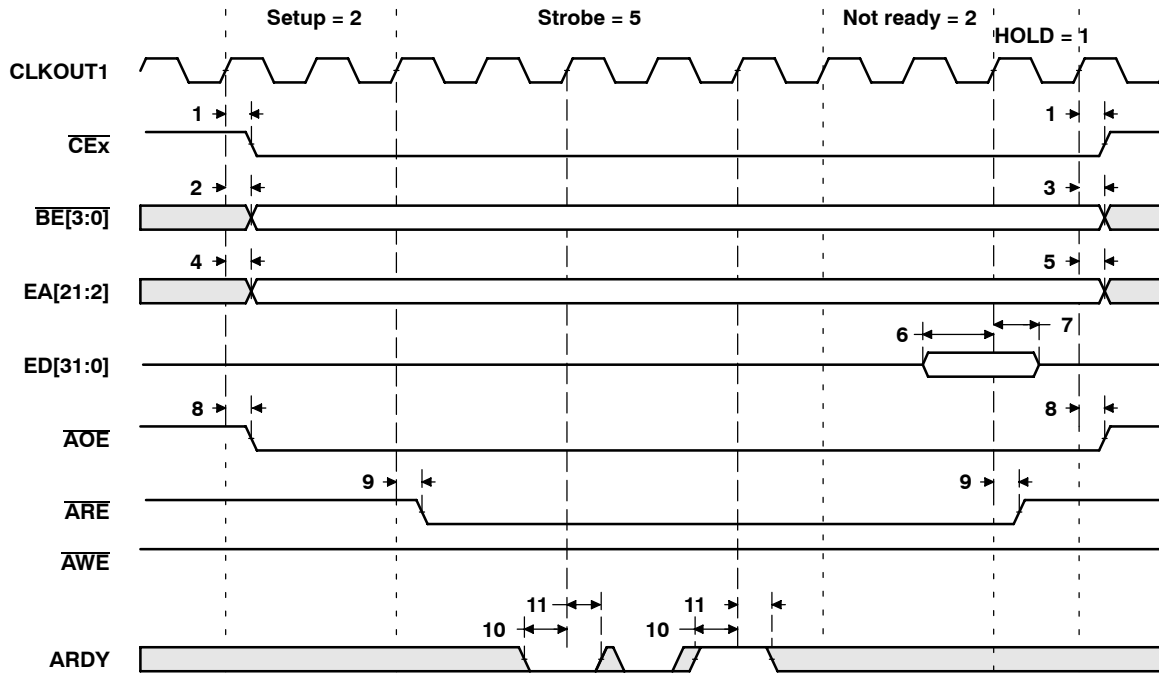 Setup = 2 Strobe = 5 Not ready = 2
HOLD = 1
CLKOUT1
1 1
CEx
2 3
BE[3:0]
4 5
EA[21:2]
6 7
ED[31:0]
8 8
AOE
9 9
ARE
AWE
11 11
10 10
ARDY